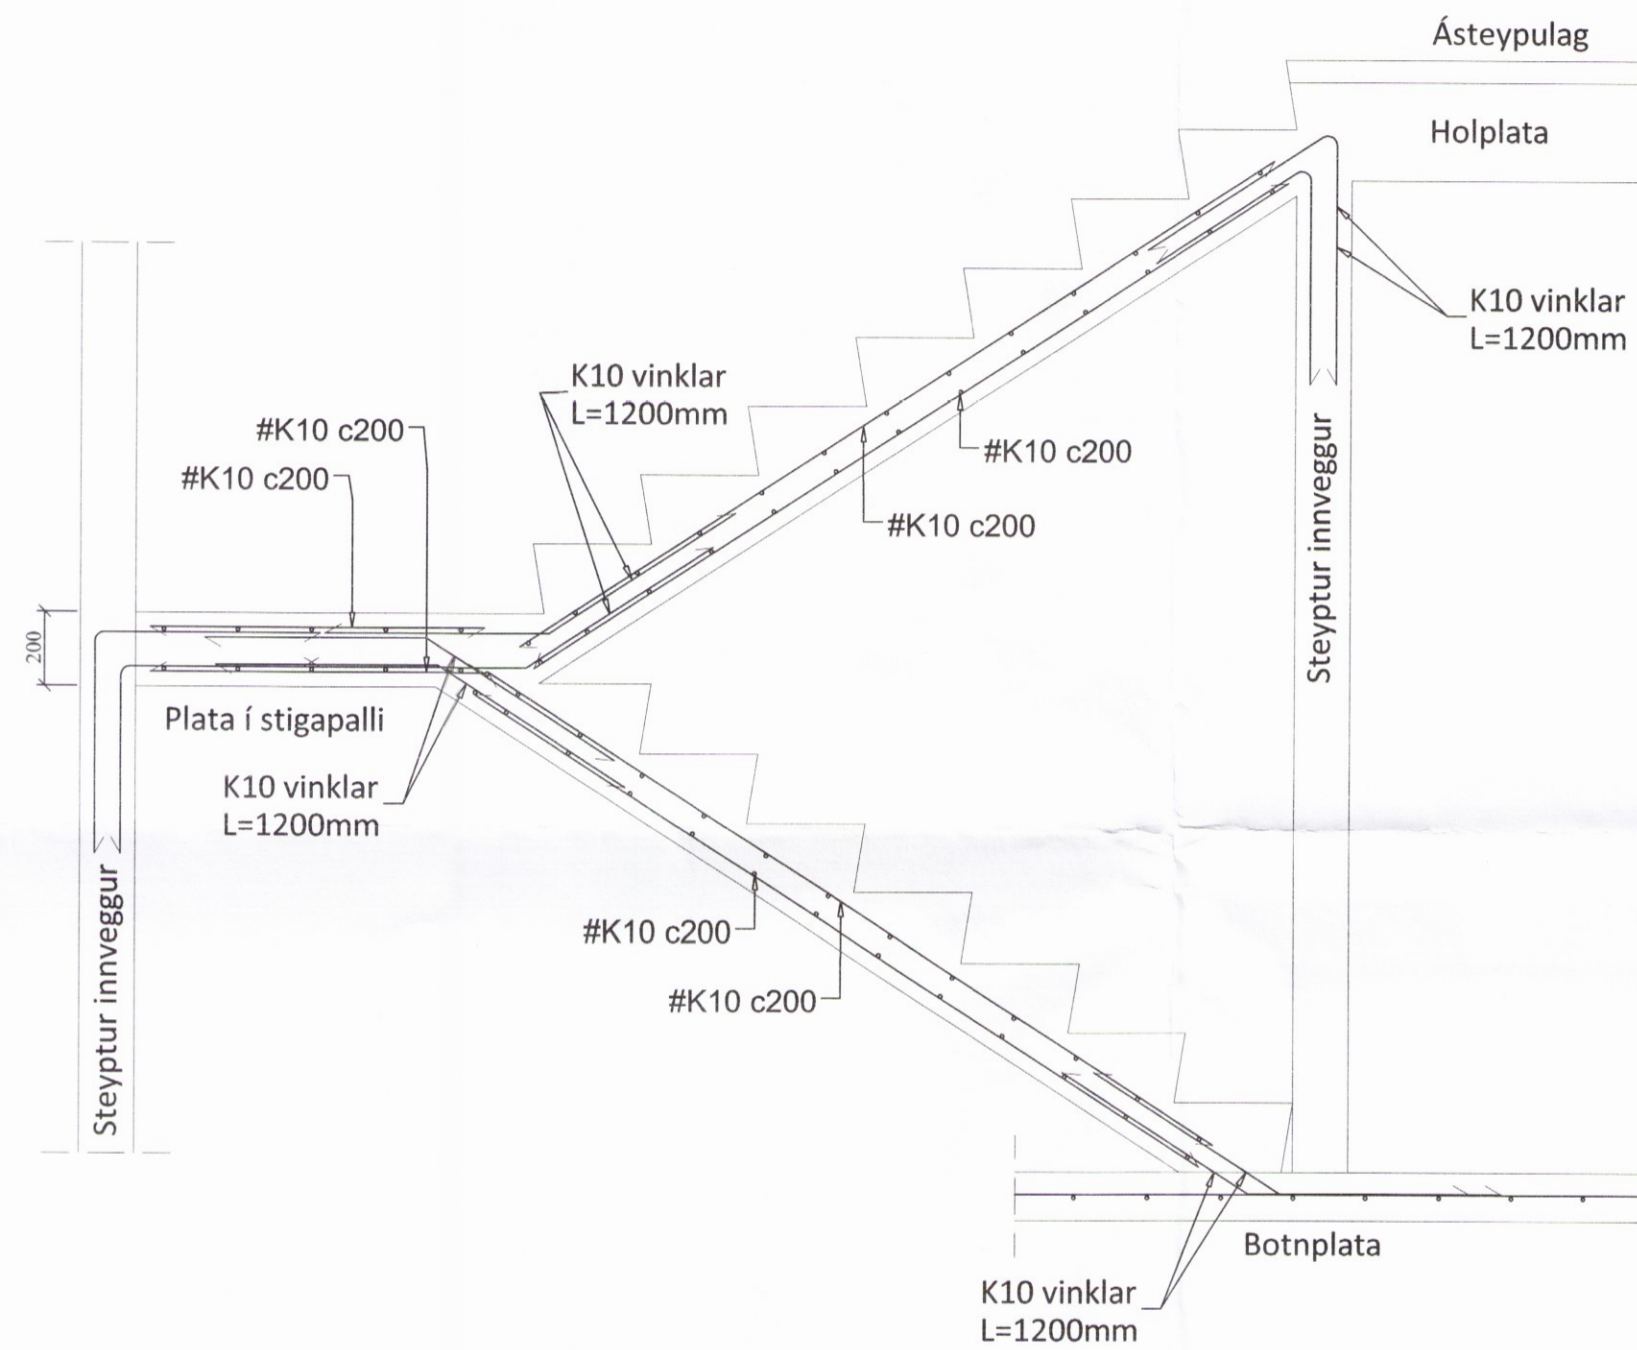 Ásteypulag
Holplata
K10 vinklar
L=1200mm
K10 vinklar
L=1200mm
#K10 c200
#K10 c200
#K10 c200
#K10 c200
Steyptur innveggur
200
Plata í stigapalli
K10 vinklar
L=1200mm
#K10 c200
#K10 c200
Steyptur innveggur
Botnplata
K10 vinklar
L=1200mm